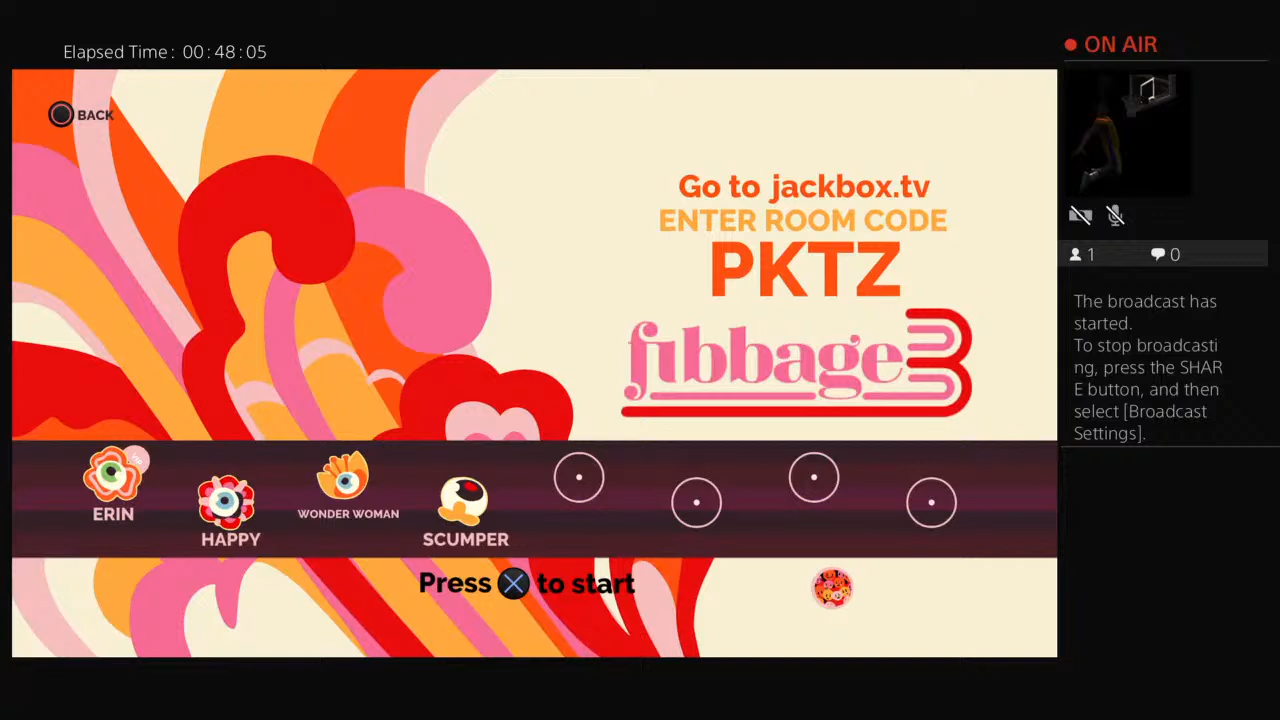 Elapsed Time: 00:48:05
ON AIR
BACK
Go to jackbox.tv
ENTER ROOM CODE
PKTZ
fibbage 3
1 0
The broadcast has
started.
To stop broadcasti
ng, press the SHAR
E button, and then
select [Broadcast
Settings].
ERIN
HAPPY
WONDER WOMAN
SCUMPER
Press X to start